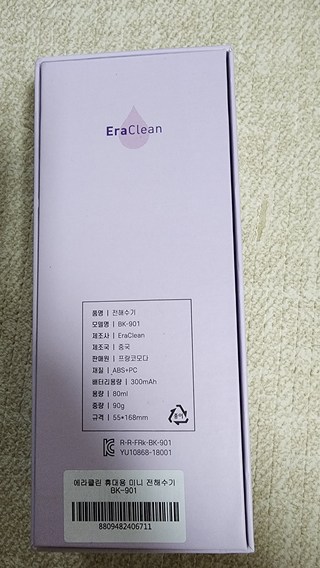 EraClean
품명 | 전해수기
모델명 | BK-901
제조사 | EraClean
제조국 | 중국
판매원 | 프랑코모다
재질 | ABS+PC
배터리용량 | 300mAh
용량 | 80ml
중량 | 90g
규격 | 55*168mm
종이
R-R-FRk-BK-901
YU10868-18001
에라클린 휴대용 미니 전해수기
BK-901
8809482406711